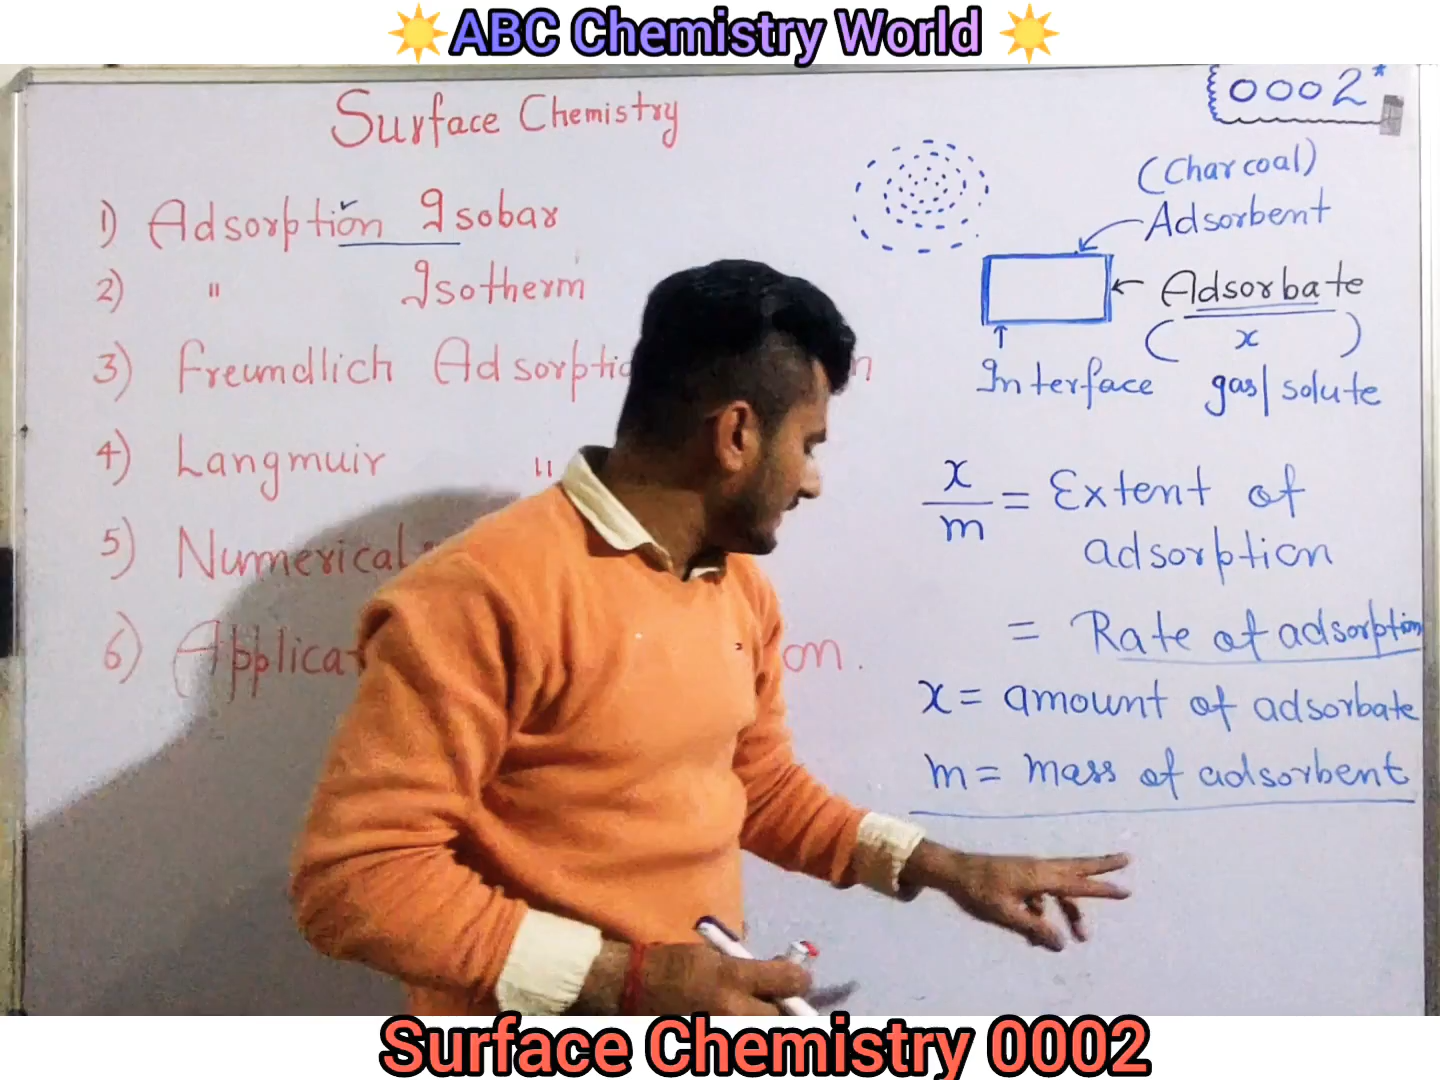 ABC Chemistry World
0002*
Surface Chemistry
1) Adsorption Isobar
2) " Isotherm
3) Freundlich Adsorptio n
4) Langmuir "
5) Numerical
6) Applicat on.
(Charcoal)
Adsorbent
Adsorbate
( x )
Interface gas/solute
x/m = Extent of
adsorption
= Rate of adsorption
x = amount of adsorbate
m = mass of adsorbent
Surface Chemistry 0002